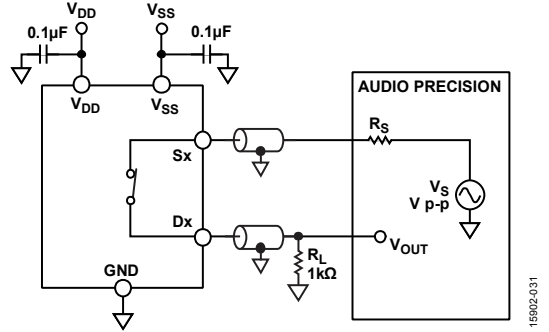 VDD
VSS
0.1µF
0.1µF
VDD
VSS
AUDIO PRECISION
RS
Sx
VS
V p-p
Dx
VOUT
RL
1kΩ
GND
15902-031